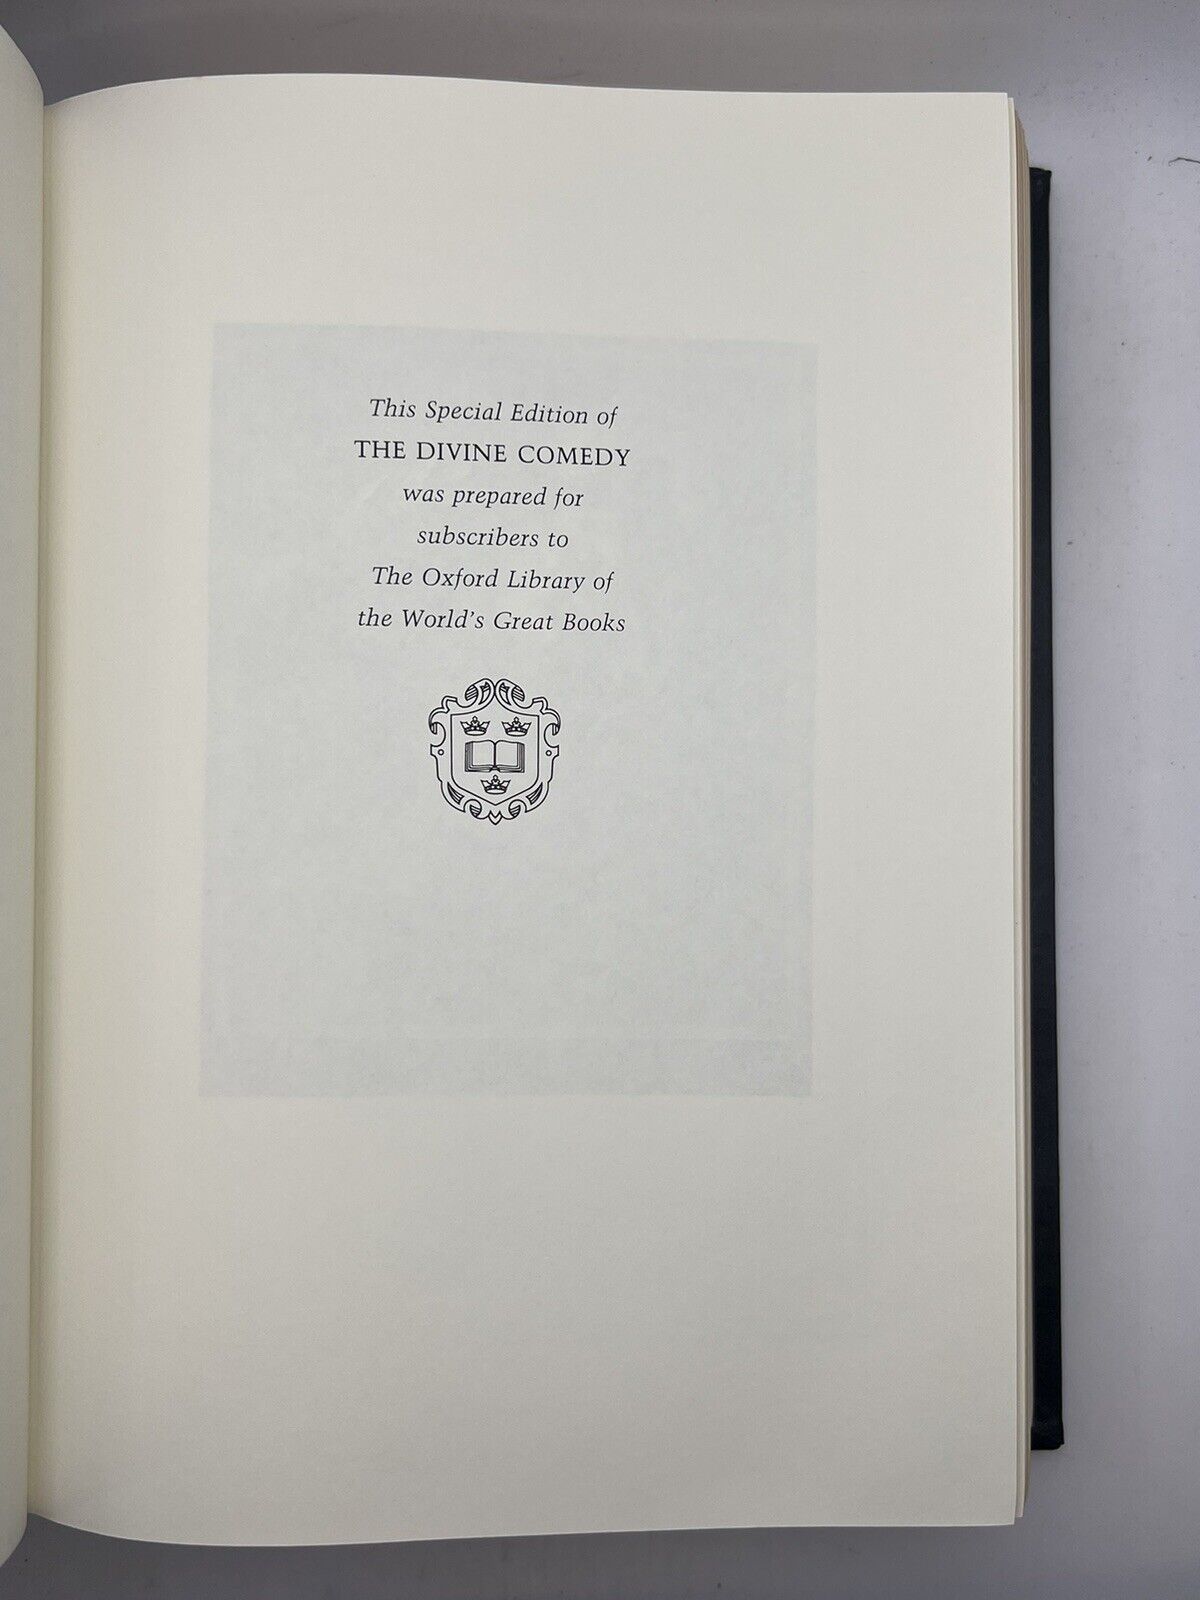 This Special Edition of
THE DIVINE COMEDY
was prepared for
subscribers to
The Oxford Library of
the World's Great Books